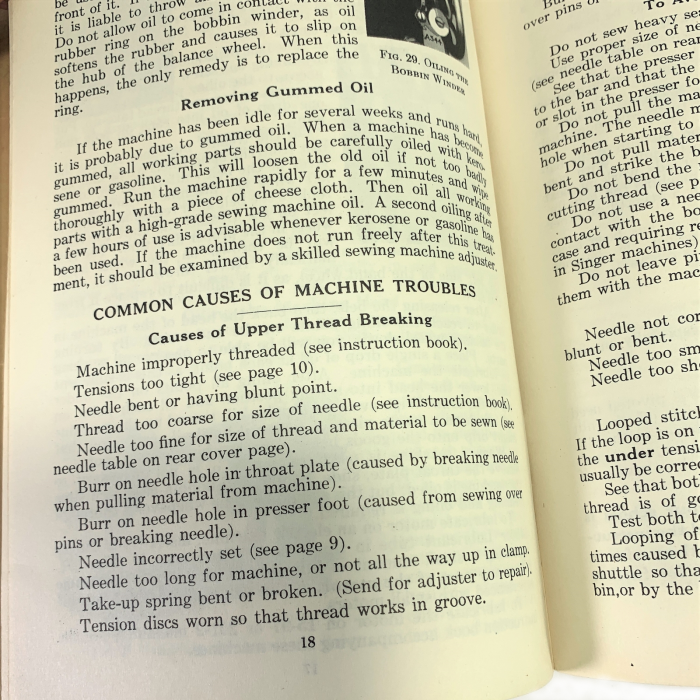 front of it.
it is liable to throw
Do not allow oil to come in contact with the
rubber ring on the bobbin winder, as oil
softens the rubber and causes it to slip on
the hub of the balance wheel. When this
happens, the only remedy is to replace the
ring.
FIG. 29. OILING THE
BOBBIN WINDER
Removing Gummed Oil
If the machine has been idle for several weeks and runs hard,
it is probably due to gummed oil. When a machine has become
gummed, all working parts should be carefully oiled with kero-
sene or gasoline. This will loosen the old oil if not too badly
gummed. Run the machine rapidly for a few minutes and wipe
thoroughly with a piece of cheese cloth. Then oil all working
parts with a high-grade sewing machine oil. A second oiling after
a few hours of use is advisable whenever kerosene or gasoline has
been used. If the machine does not run freely after this treat-
ment, it should be examined by a skilled sewing machine adjuster.
COMMON CAUSES OF MACHINE TROUBLES
Causes of Upper Thread Breaking
Machine improperly threaded (see instruction book).
Tensions too tight (see page 10).
Needle bent or having blunt point.
Thread too coarse for size of needle (see instruction book).
Needle too fine for size of thread and material to be sewn (see
needle table on rear cover page).
Burr on needle hole in throat plate (caused by breaking needle
when pulling material from machine).
Burr on needle hole in presser foot (caused from sewing over
pins or breaking needle).
Needle incorrectly set (see page 9).
Needle too long for machine, or not all the way up in clamp.
Take-up spring bent or broken. (Send for adjuster to repair).
Tension discs worn so that thread works in groove.
18
over pins or
To
Do not sew heavy
Use proper size of
(see needle table on rear
See that the presser
to the bar and that the
or slot in the presser
Do not pull the
machine. The needle
hole when starting to
Do not pull
bent and strike the
Do not bend the
cutting thread (see
Do not use a
contact with the
case and requiring
in Singer machines)
Do not leave
them with the
Needle not
blunt or bent.
Needle too
Needle too
Looped
If the loop is on
the under
usually be
See that
thread is of
Test both
Looping of
times caused
shuttle so
bin, or by the